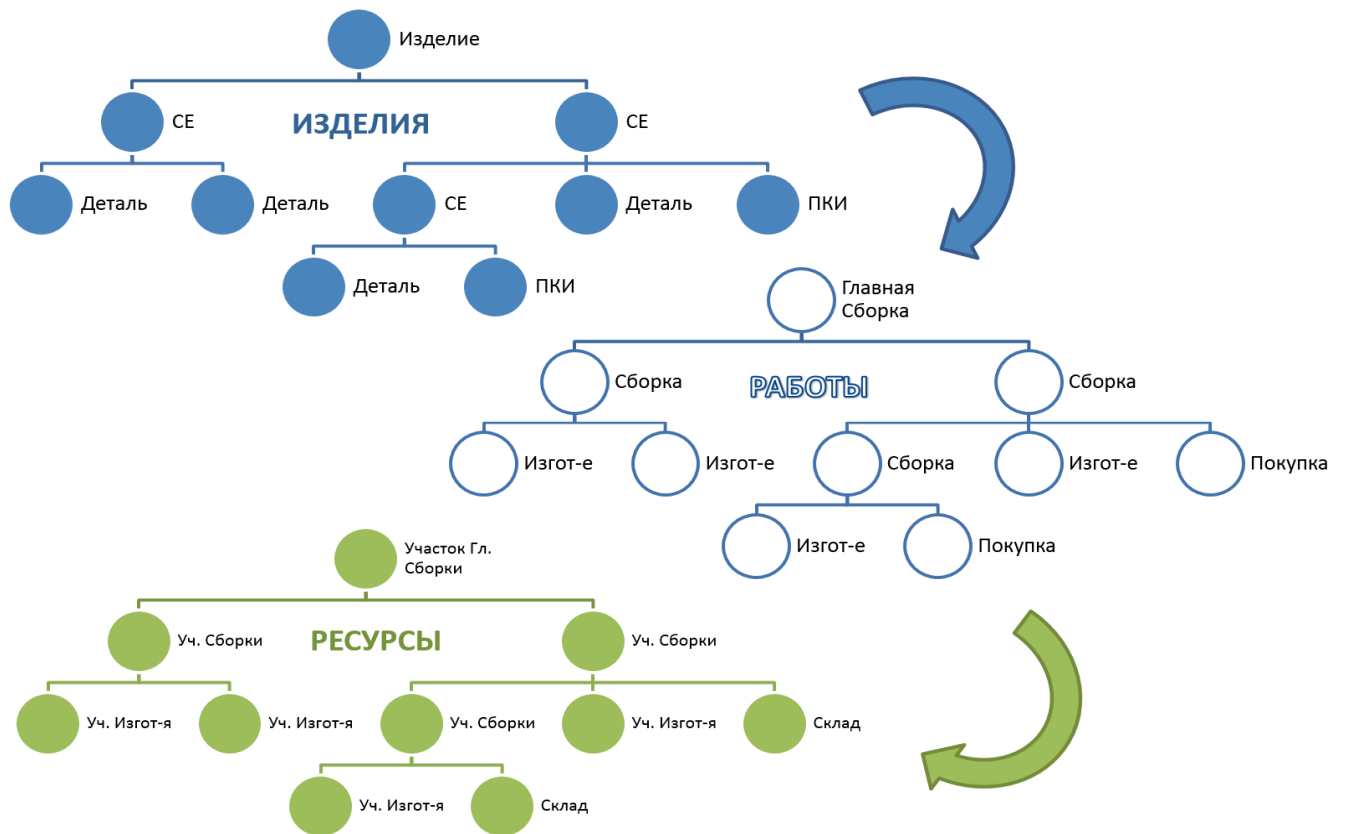 Изделие
СЕ
ИЗДЕЛИЯ
СЕ
Деталь
Деталь
СЕ
Деталь
ПКИ
Деталь
ПКИ
Главная
Сборка
Сборка
РАБОТЫ
Сборка
Изгот-е
Изгот-е
Сборка
Изгот-е
Покупка
Изгот-е
Покупка
Участок Гл.
Сборки
Уч. Сборки
РЕСУРСЫ
Уч. Сборки
Уч. Изгот-я
Уч. Изгот-я
Уч. Сборки
Уч. Изгот-я
Склад
Уч. Изгот-я
Склад